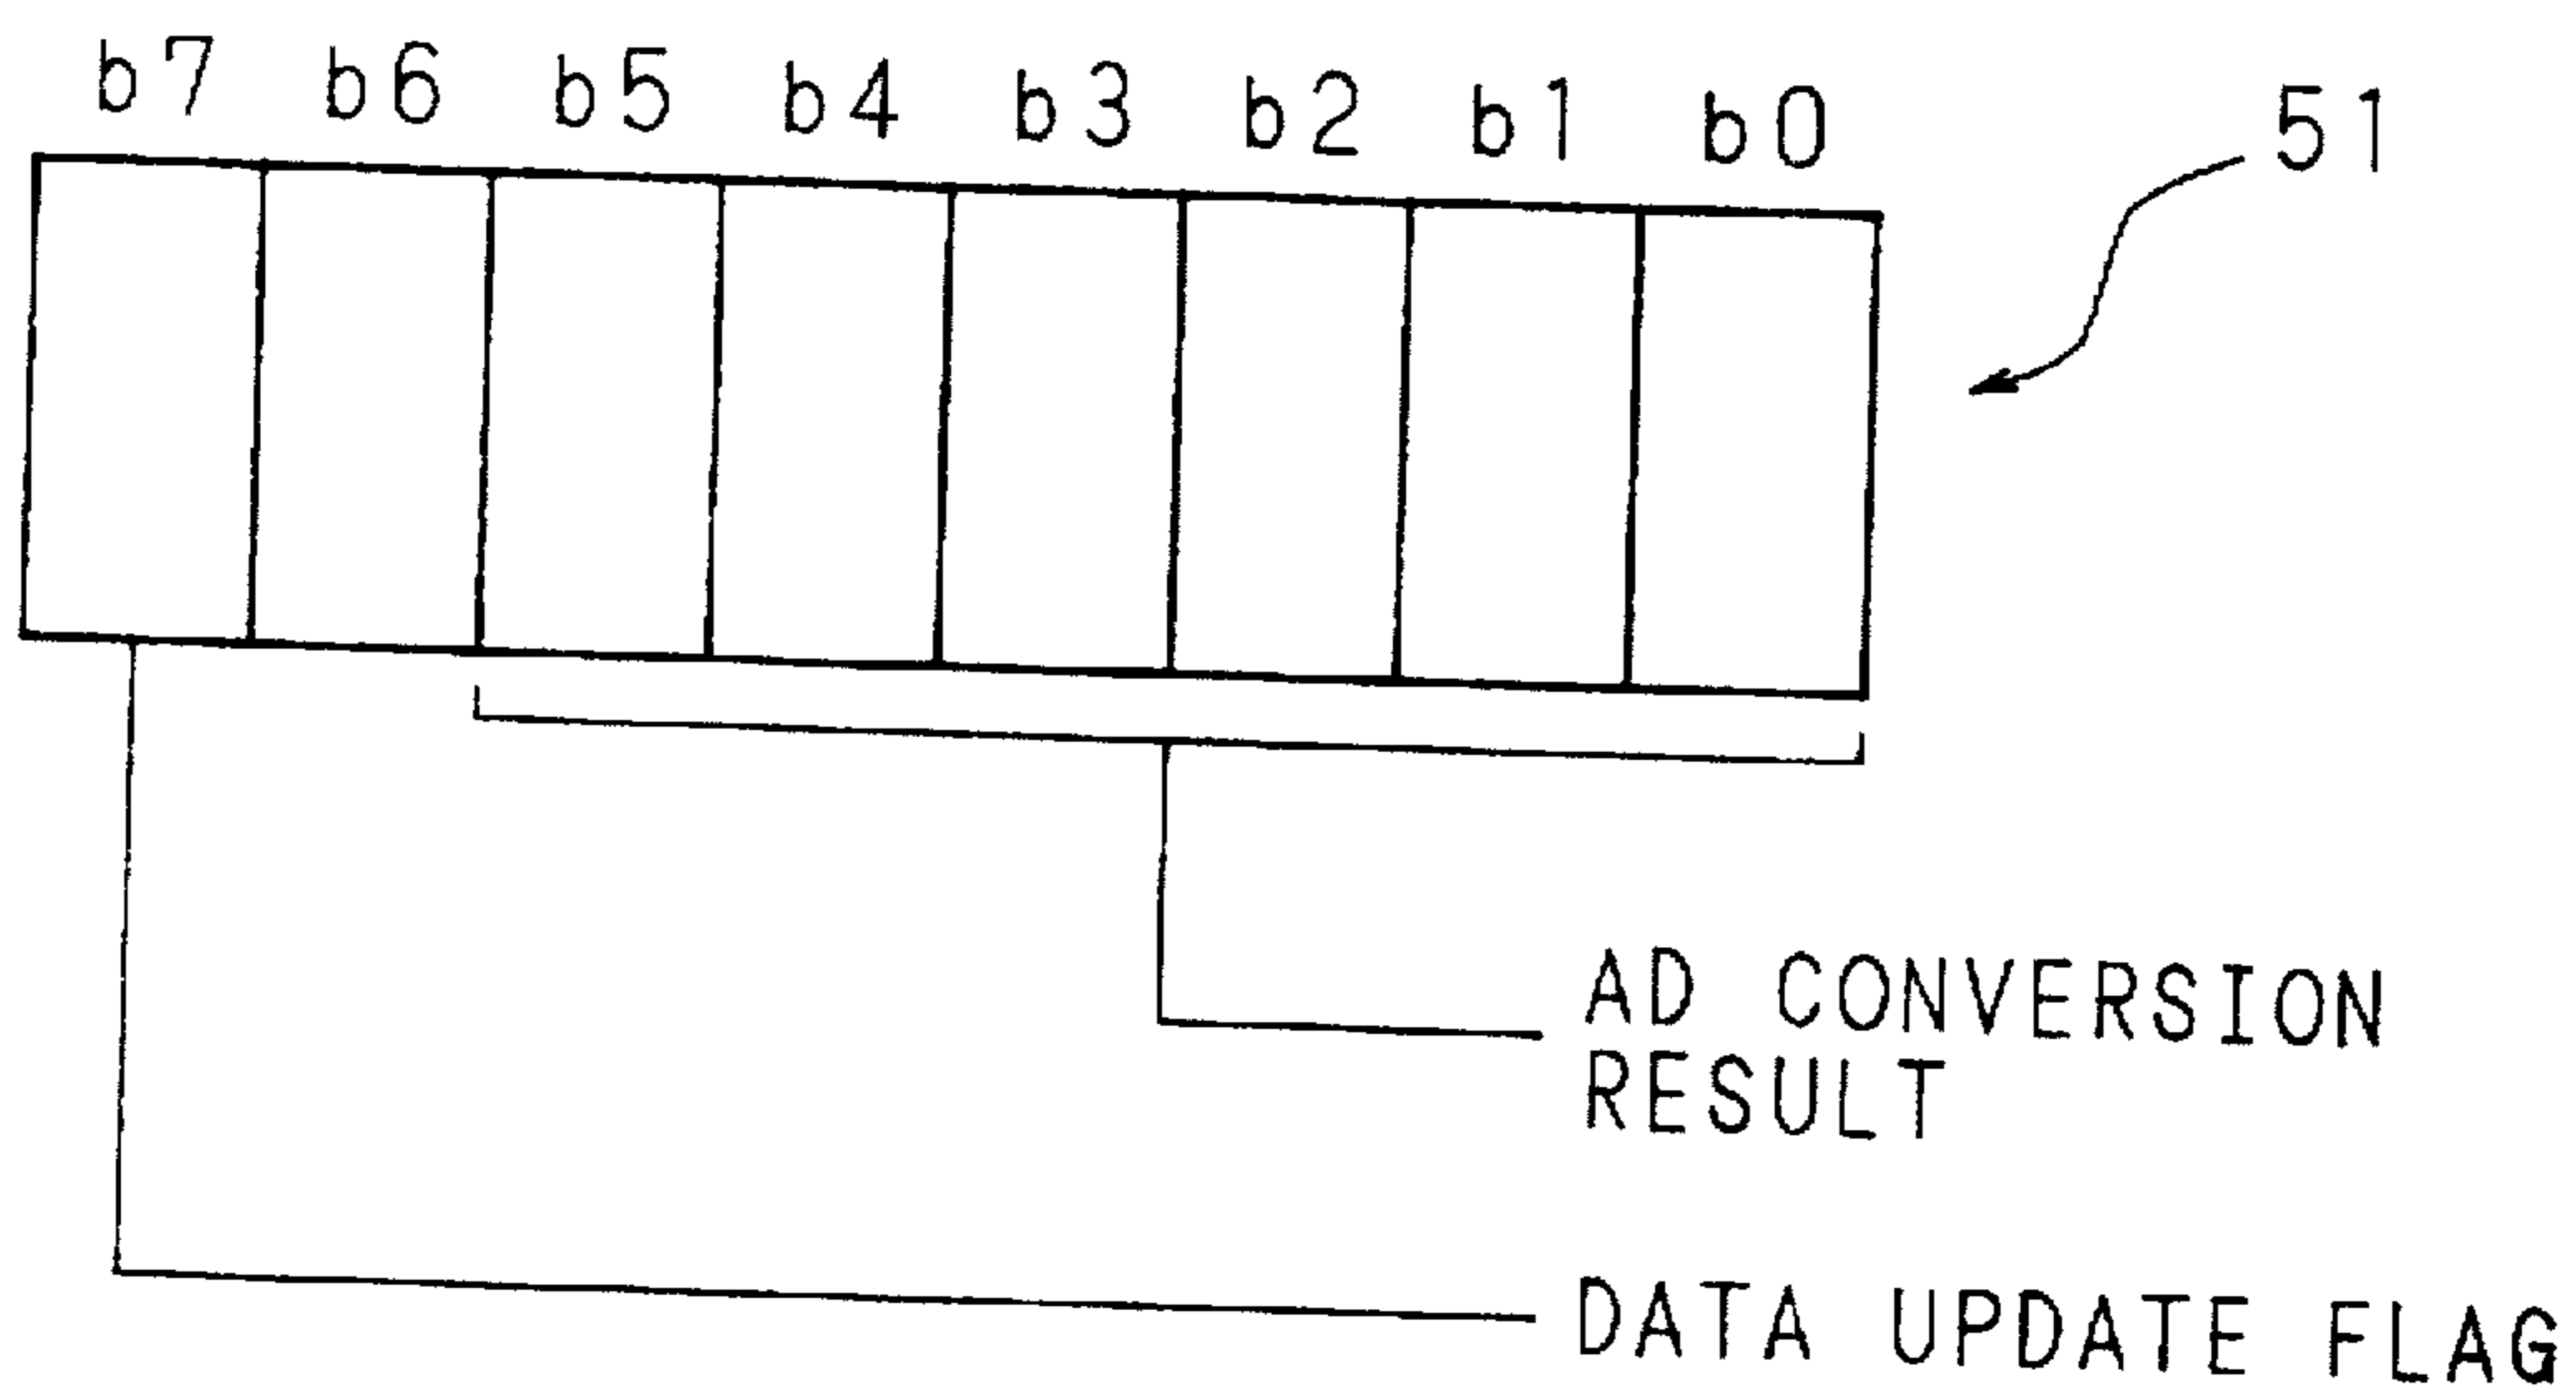 b7 b6 b5 b4 b3 b2 b1 b0
51
AD CONVERSION
RESULT
DATA UPDATE FLAG